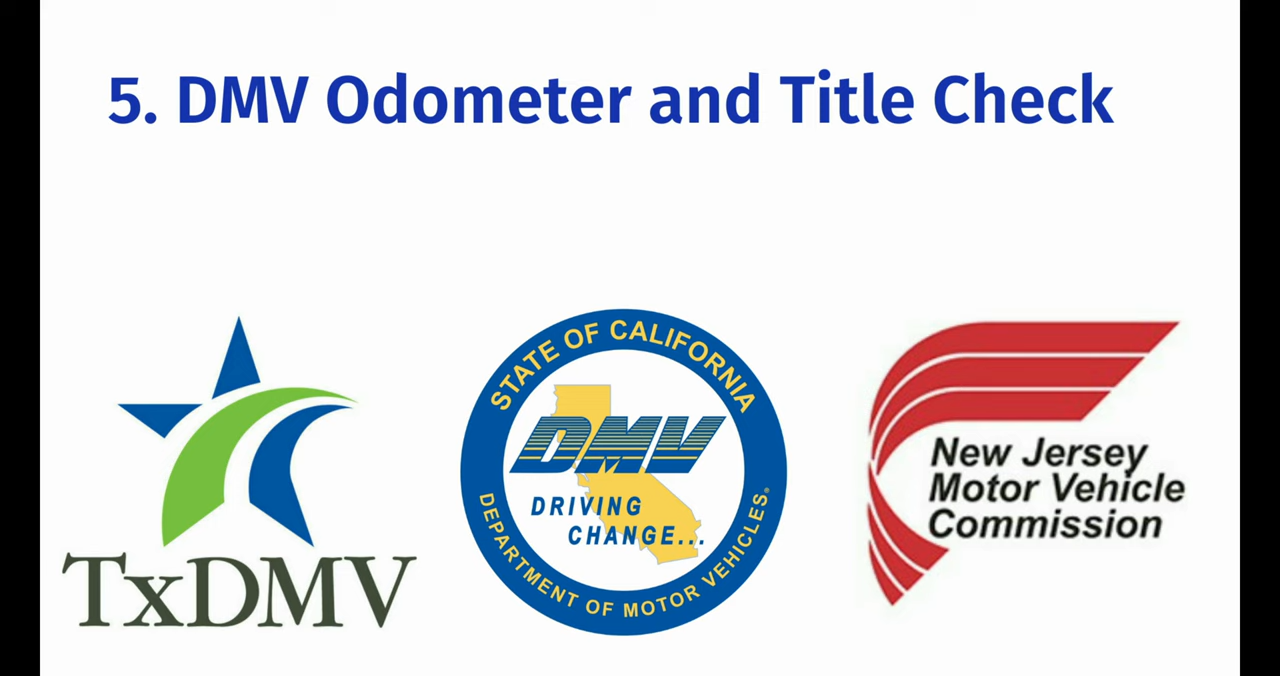 5. DMV Odometer and Title Check
TxDMV
STATE OF CALIFORNIA
DMV
DRIVING
CHANGE...
DEPARTMENT OF MOTOR VEHICLES®
New Jersey
Motor Vehicle
Commission